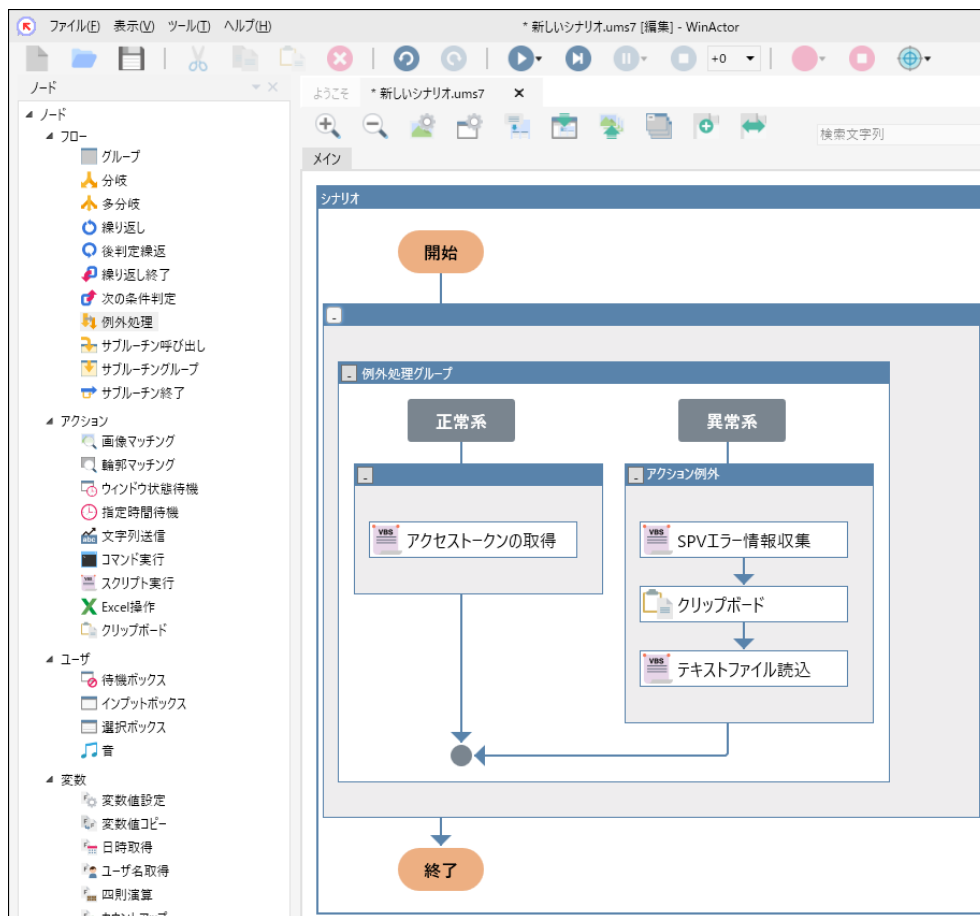 ファイル(F) 表示(V) ツール(T) ヘルプ(H) * 新しいシナリオ.ums7 [編集] - WinActor
+0
ノード
ようこそ * 新しいシナリオ.ums7
検索文字列
メイン
ノード
フロー
グループ
分岐
多分岐
繰り返し
後判定繰返
繰り返し終了
次の条件判定
例外処理
サブルーチン呼び出し
サブルーチングループ
サブルーチン終了
アクション
画像マッチング
輪郭マッチング
ウィンドウ状態待機
指定時間待機
文字列送信
コマンド実行
スクリプト実行
Excel操作
クリップボード
ユーザ
待機ボックス
インプットボックス
選択ボックス
音
変数
変数値設定
変数値コピー
日時取得
ユーザ名取得
四則演算
シナリオ
開始
例外処理グループ
正常系 異常系
アクション例外
VBS アクセストークンの取得
VBS SPVエラー情報収集
クリップボード
VBS テキストファイル読込
終了